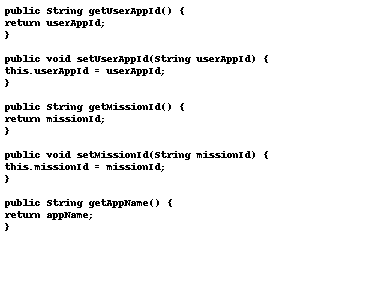 public String getUserAppId() {
return userAppId;
}

public void setUserAppId(String userAppId) {
this.userAppId = userAppId;
}

public String getMissionId() {
return missionId;
}

public void setMissionId(String missionId) {
this.missionId = missionId;
}

public String getAppName() {
return appName;
}